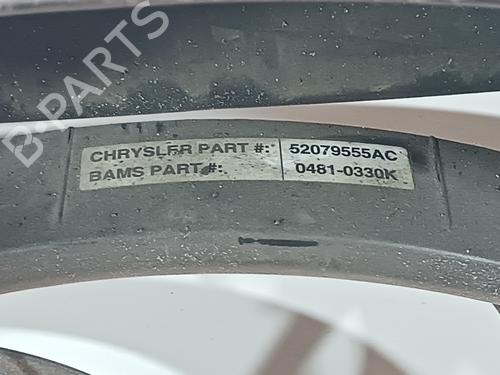 B-PARTS
CHRYSLER PART #: 52079555AC
BAMS PART #: 0481-0330K